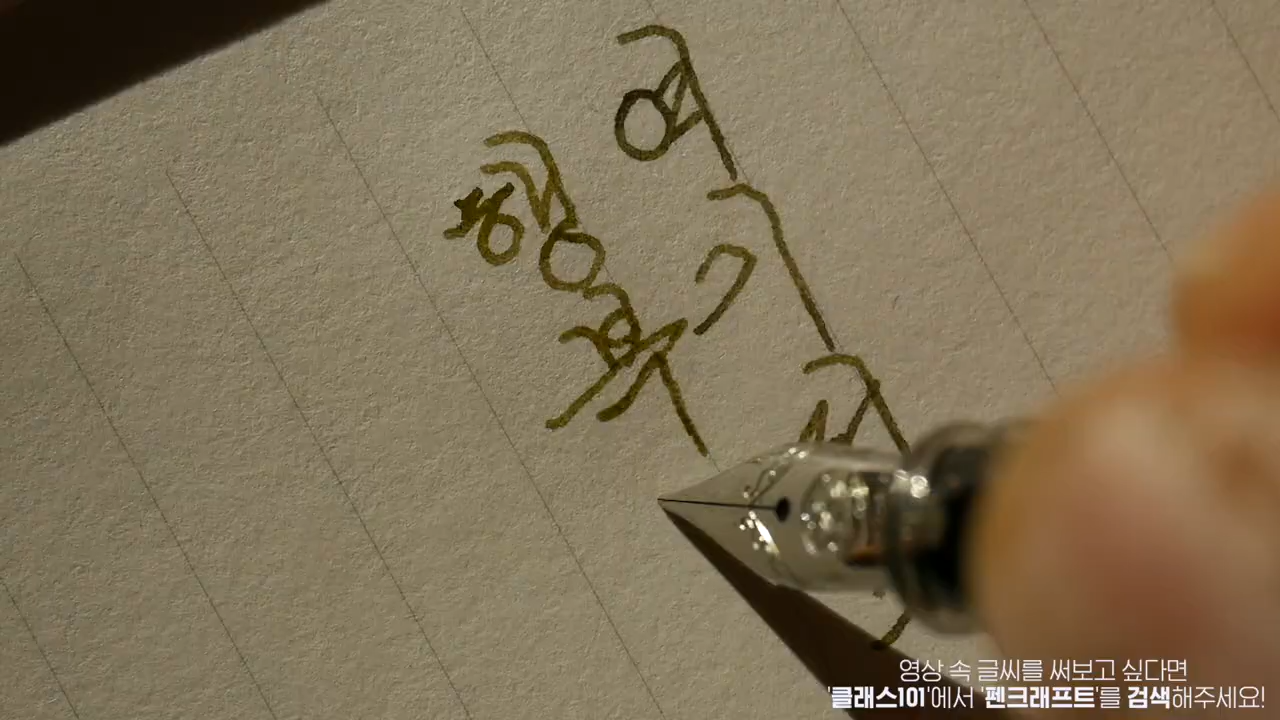 여기서
행복
영상 속 글씨를 써보고 싶다면
'클래스101'에서 '펜크래프트'를 검색해주세요!